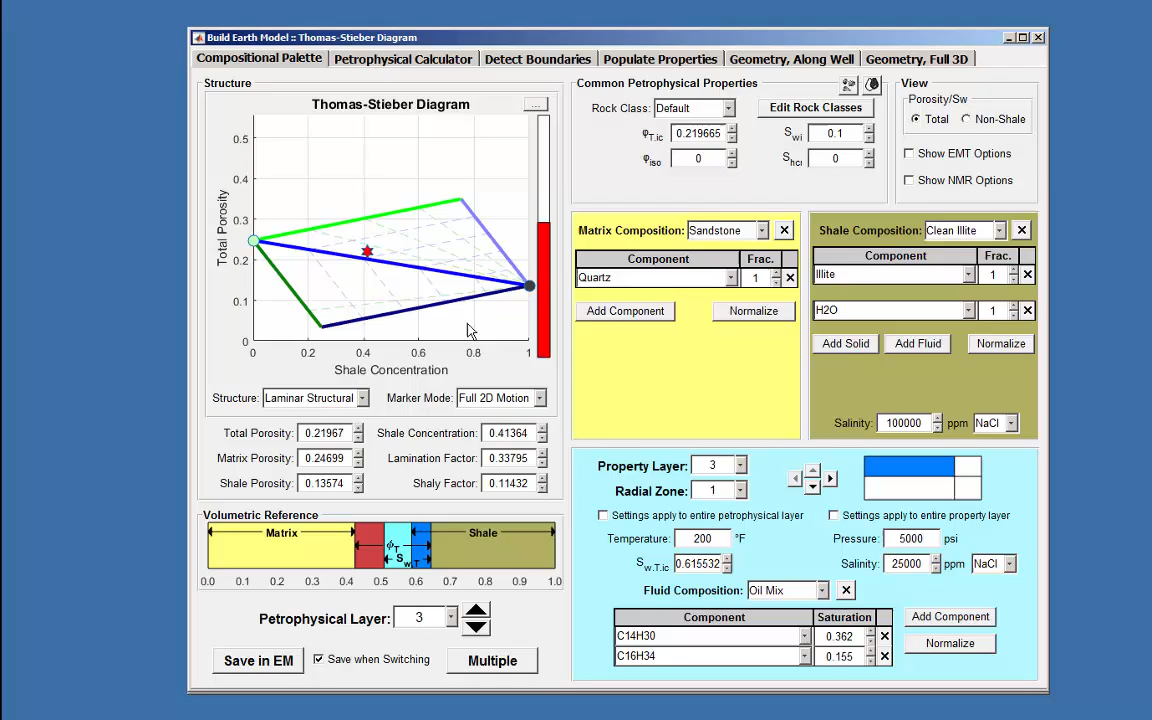 Build Earth Model :: Thomas-Stieber Diagram
Compositional Palette Petrophysical Calculator Detect Boundaries Populate Properties Geometry, Along Well Geometry, Full 3D
Structure
Thomas-Stieber Diagram
...
0.5
0.4
0.3
0.2
0.1
0
Total Porosity
0 0.2 0.4 0.6 0.8 1
Shale Concentration
Structure: Laminar Structural Marker Mode: Full 2D Motion
Total Porosity: 0.21967 Shale Concentration: 0.41364
Matrix Porosity: 0.24699 Lamination Factor: 0.33795
Shale Porosity: 0.13574 Shaly Factor: 0.11432
Volumetric Reference
Matrix Shale
ϕT
SwT
0.0 0.1 0.2 0.3 0.4 0.5 0.6 0.7 0.8 0.9 1.0
Petrophysical Layer: 3
Save in EM Save when Switching Multiple
Common Petrophysical Properties
Rock Class: Default Edit Rock Classes
φT.ic 0.219665 Swi 0.1
φiso 0 Shci 0
View
Porosity/Sw
Total Non-Shale
Show EMT Options
Show NMR Options
Matrix Composition: Sandstone
Component Frac.
Quartz 1
Add Component Normalize
Shale Composition: Clean Illite
Component Frac.
Illite 1
H2O 1
Add Solid Add Fluid Normalize
Salinity: 100000 ppm NaCl
Property Layer: 3
Radial Zone: 1
Settings apply to entire petrophysical layer Settings apply to entire property layer
Temperature: 200 °F Pressure: 5000 psi
Sw.T.ic 0.615532 Salinity: 25000 ppm NaCl
Fluid Composition: Oil Mix
Component Saturation
C14H30 0.362
C16H34 0.155
Add Component
Normalize